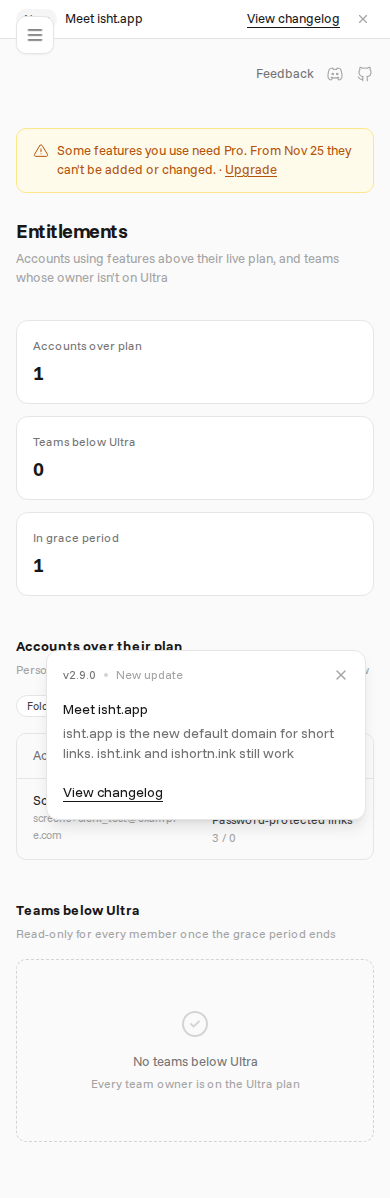 Meet isht.app
View changelog
Feedback
Some features you use need Pro. From Nov 25 they
can't be added or changed. · Upgrade
Entitlements
Accounts using features above their live plan, and teams
whose owner isn't on Ultra
Accounts over plan
1
Teams below Ultra
0
In grace period
1
Accounts over their plan
v2.9.0 • New update
Meet isht.app
isht.app is the new default domain for short
links. isht.ink and ishortn.ink still work
View changelog
Password-protected links
e.com
3 / 0
Teams below Ultra
Read-only for every member once the grace period ends
No teams below Ultra
Every team owner is on the Ultra plan